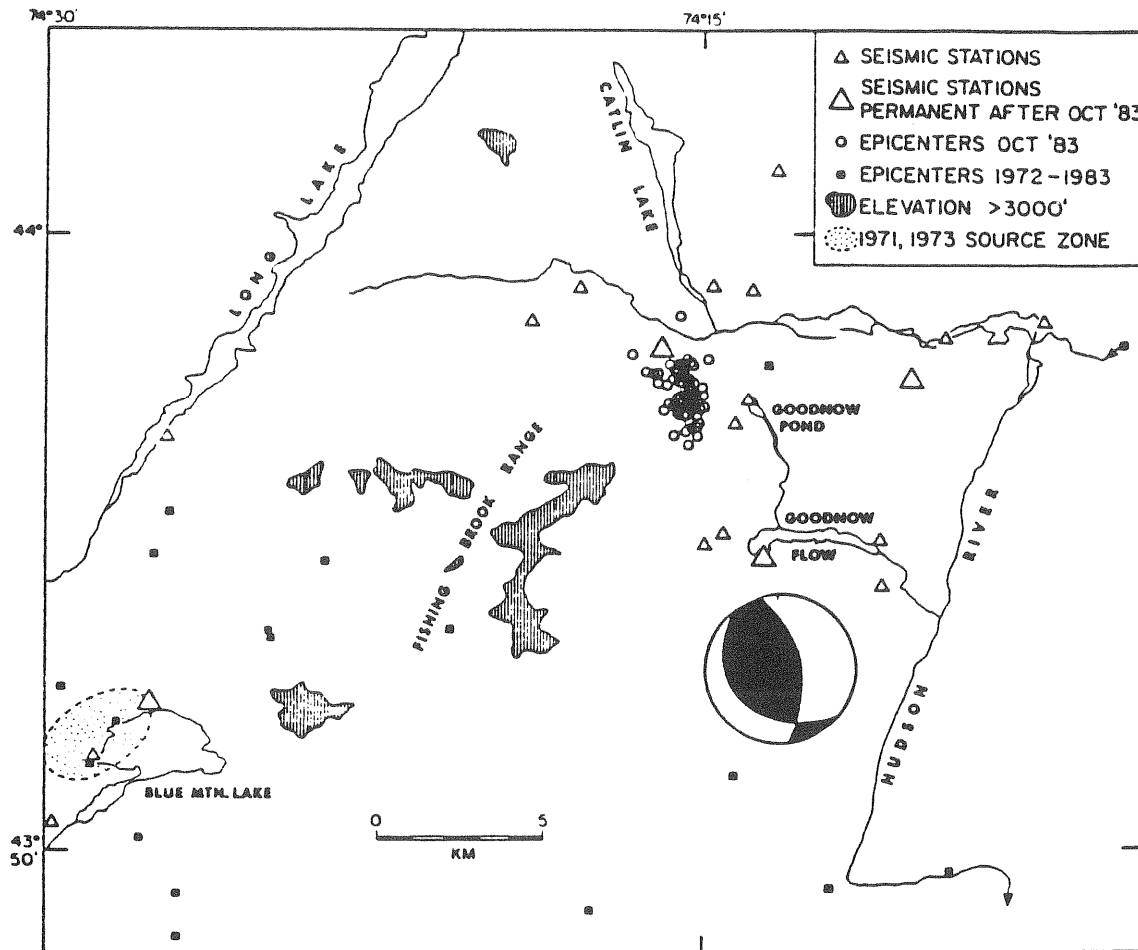 74°30' 74°15'
SEISMIC STATIONS
SEISMIC STATIONS
PERMANENT AFTER OCT '83
EPICENTERS OCT '83
EPICENTERS 1972-1983
ELEVATION >3000'
1971, 1973 SOURCE ZONE
CATLIN LAKE
LONG LAKE
44°
GOODNOW
POND
FISHING BROOK RANGE
GOODNOW
FLOW
HUDSON RIVER
BLUE MTN. LAKE
0 5
KM
43°
50'